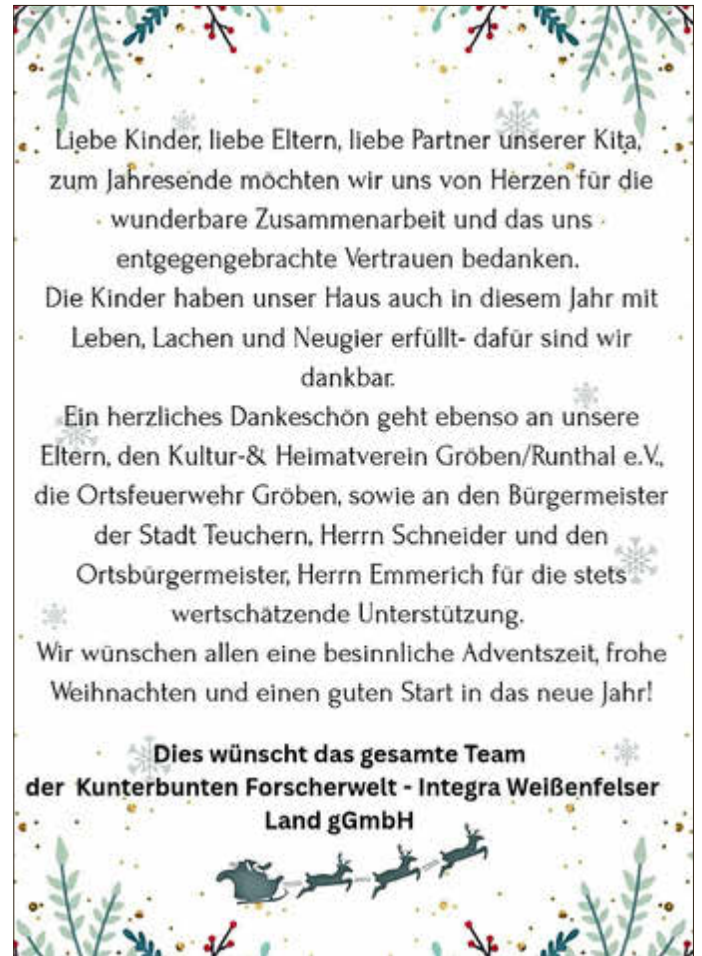 Liebe Kinder, liebe Eltern, liebe Partner unserer Kita,
zum Jahresende möchten wir uns von Herzen für die
wunderbare Zusammenarbeit und das uns
entgegengebrachte Vertrauen bedanken.
Die Kinder haben unser Haus auch in diesem Jahr mit
Leben, Lachen und Neugier erfüllt- dafür sind wir
dankbar.
Ein herzliches Dankeschön geht ebenso an unsere
Eltern, den Kultur-& Heimatverein Gröben/Runthal e.V.,
die Ortsfeuerwehr Gröben, sowie an den Bürgermeister
der Stadt Teuchern, Herrn Schneider und den
Ortsbürgermeister, Herrn Emmerich für die stets
wertschätzende Unterstützung.
Wir wünschen allen eine besinnliche Adventszeit, frohe
Weihnachten und einen guten Start in das neue Jahr!
Dies wünscht das gesamte Team
der Kunterbunten Forscherwelt - Integra Weißenfelser
Land gGmbH